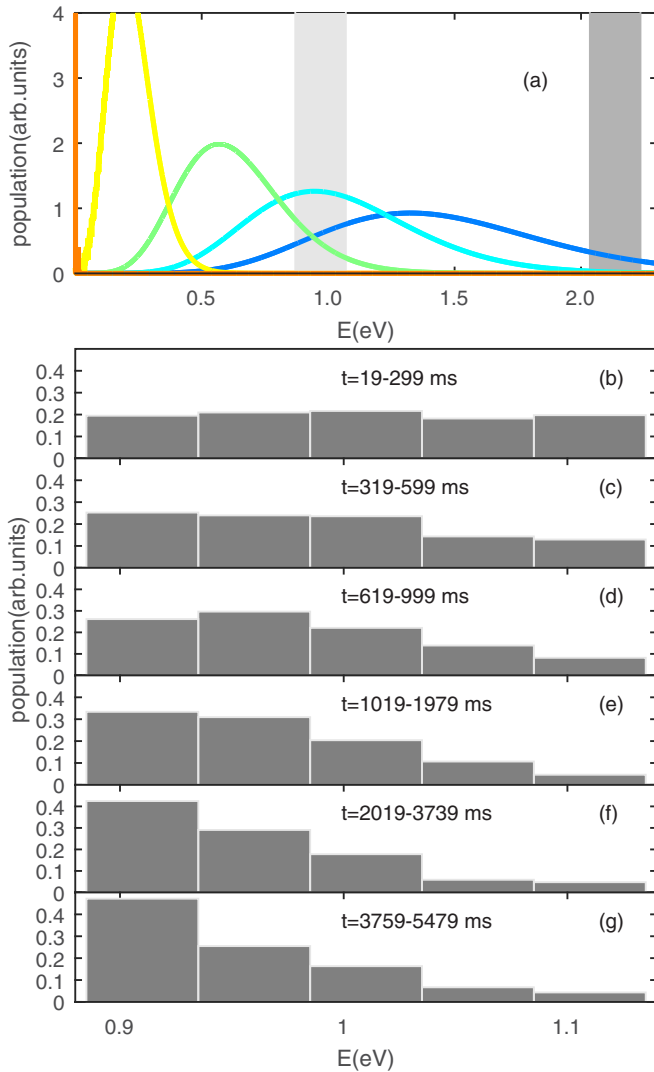 4
3
2
1
0
population(arb.units)
(a)
0.5 1.0 1.5 2.0
E(eV)
0.4
0.3
0.2
0.1
0
t=19-299 ms (b)
0.4
0.3
0.2
0.1
0
t=319-599 ms (c)
0.4
0.3
0.2
0.1
0
t=619-999 ms (d)
population(arb.units)
0.4
0.3
0.2
0.1
0
t=1019-1979 ms (e)
0.4
0.3
0.2
0.1
0
t=2019-3739 ms (f)
0.4
0.3
0.2
0.1
0
t=3759-5479 ms (g)
0.9 1 1.1
E(eV)